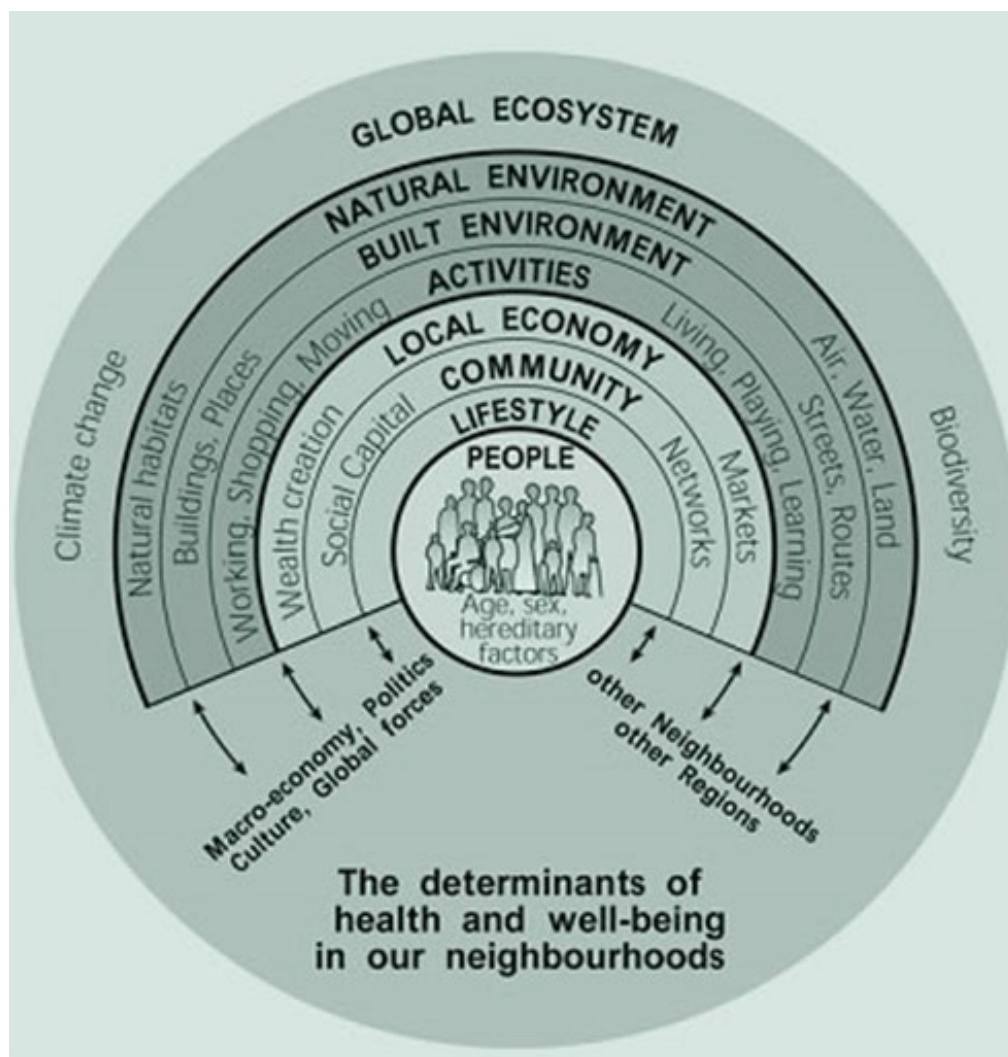 GLOBAL ECOSYSTEM
NATURAL ENVIRONMENT
BUILT ENVIRONMENT
ACTIVITIES
LOCAL ECONOMY
COMMUNITY
LIFESTYLE
PEOPLE
Age, sex,
hereditary
factors
Climate change
Natural habitats
Buildings, Places
Working, Shopping, Moving
Wealth creation
Social Capital
Networks
Markets
Living, Playing, Learning
Streets, Routes
Air, Water, Land
Biodiversity
Macro-economy, Politics
Culture, Global forces
other Neighbourhoods
other Regions
The determinants of
health and well-being
in our neighbourhoods